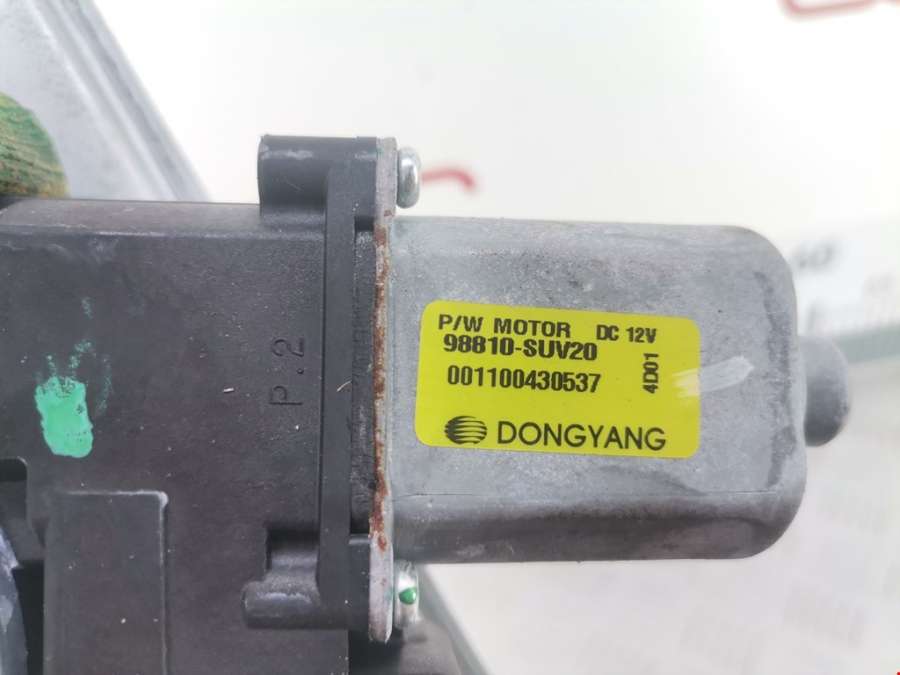 P/W MOTOR DC 12V
98810-SUV20
001100430537
4D01
DONGYANG
P.2